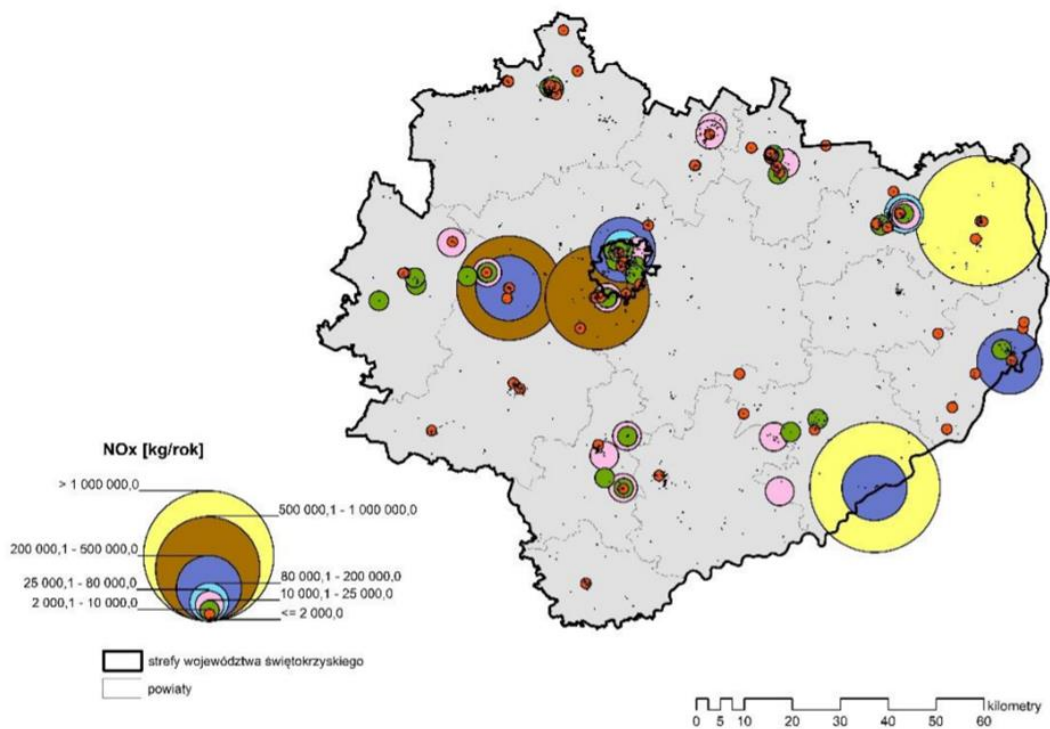 NOx [kg/rok]
> 1 000 000,0
500 000,1 - 1 000 000,0
200 000,1 - 600 000,0
80 000,1 - 200 000,0
25 000,1 - 80 000,0
10 000,1 - 25 000,0
2 000,1 - 10 000,0
<= 2 000,0
strefy województwa świętokrzyskiego
powiaty
kilometry
0 5 10 20 30 40 50 60